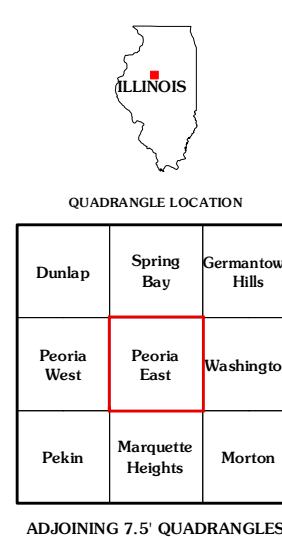 ILLINOIS
QUADRANGLE LOCATION
Dunlap
Spring
Bay
Germantow
Hills
Peoria
West
Peoria
East
Washingto
Pekin
Marquette
Heights
Morton
ADJOINING 7.5' QUADRANGLES